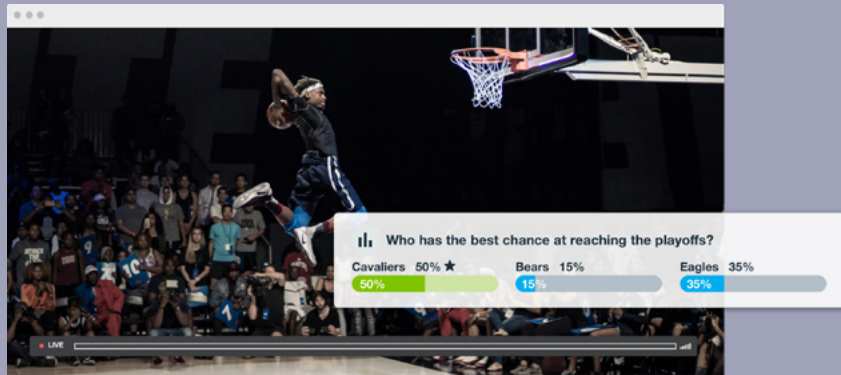 Who has the best chance at reaching the playoffs?
Cavaliers 50% ★ Bears 15% Eagles 35%
50% 15% 35%
LIVE